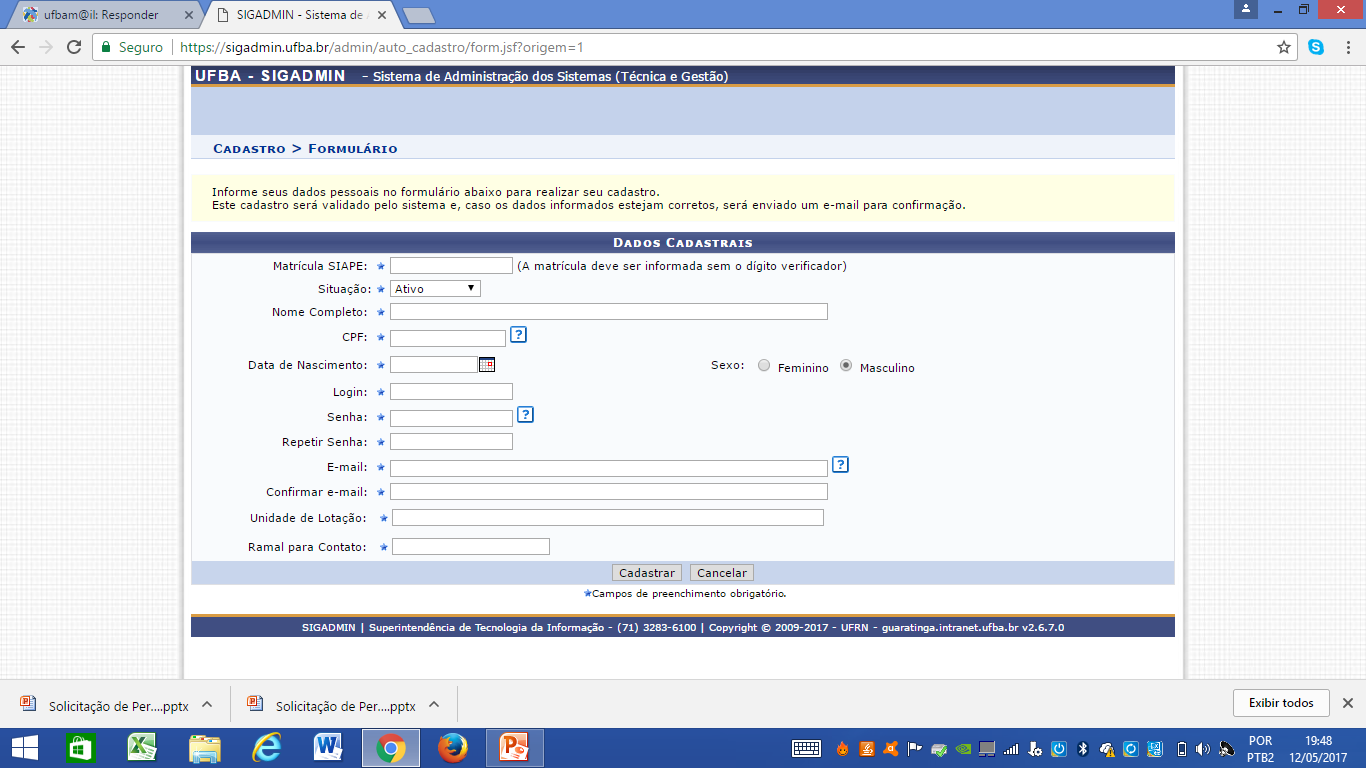 ufbam@il: Responder
SIGADMIN - Sistema de
Seguro
https://sigadmin.ufba.br/admin/auto_cadastro/form.jsf?origem=1
UFBA - SIGADMIN - Sistema de Administração dos Sistemas (Técnica e Gestão)
Cadastro > Formulário
Informe seus dados pessoais no formulário abaixo para realizar seu cadastro.
Este cadastro será validado pelo sistema e, caso os dados informados estejam corretos, será enviado um e-mail para confirmação.
Dados Cadastrais
Matrícula SIAPE: (A matrícula deve ser informada sem o dígito verificador)
Situação: Ativo
Nome Completo:
CPF: ?
Data de Nascimento: Sexo: Feminino Masculino
Login:
Senha: ?
Repetir Senha:
E-mail: ?
Confirmar e-mail:
Unidade de Lotação:
Ramal para Contato:
Cadastrar Cancelar
Campos de preenchimento obrigatório.
SIGADMIN | Superintendência de Tecnologia da Informação - (71) 3283-6100 | Copyright © 2009-2017 - UFRN - guaratinga.intranet.ufba.br v2.6.7.0
Solicitação de Per....pptx
Solicitação de Per....pptx
Exibir todos
POR 19:48
PTB2 12/05/2017